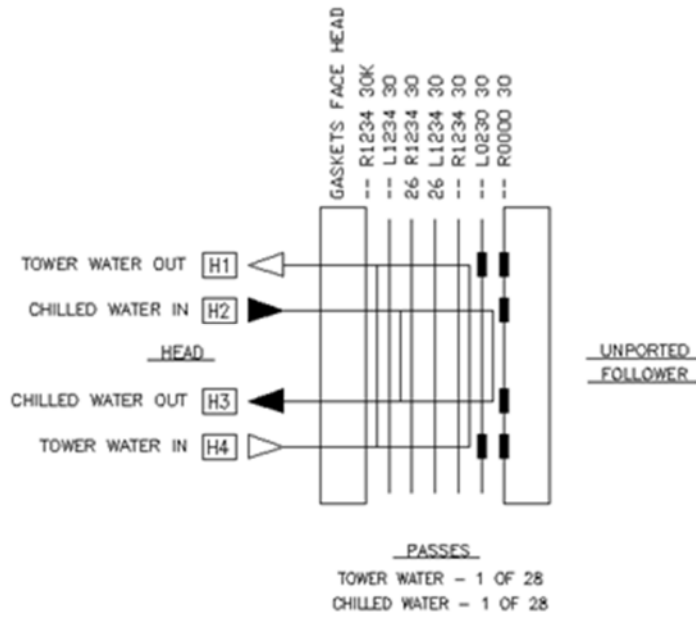 GASKETS FACE HEAD
-- R1234 30K
-- L1234 30
26 R1234 30
26 L1234 30
-- R1234 30
-- L0230 30
-- R0000 30
TOWER WATER OUT H1
CHILLED WATER IN H2
HEAD
CHILLED WATER OUT H3
TOWER WATER IN H4
UNPORTED
FOLLOWER
PASSES
TOWER WATER - 1 OF 28
CHILLED WATER - 1 OF 28